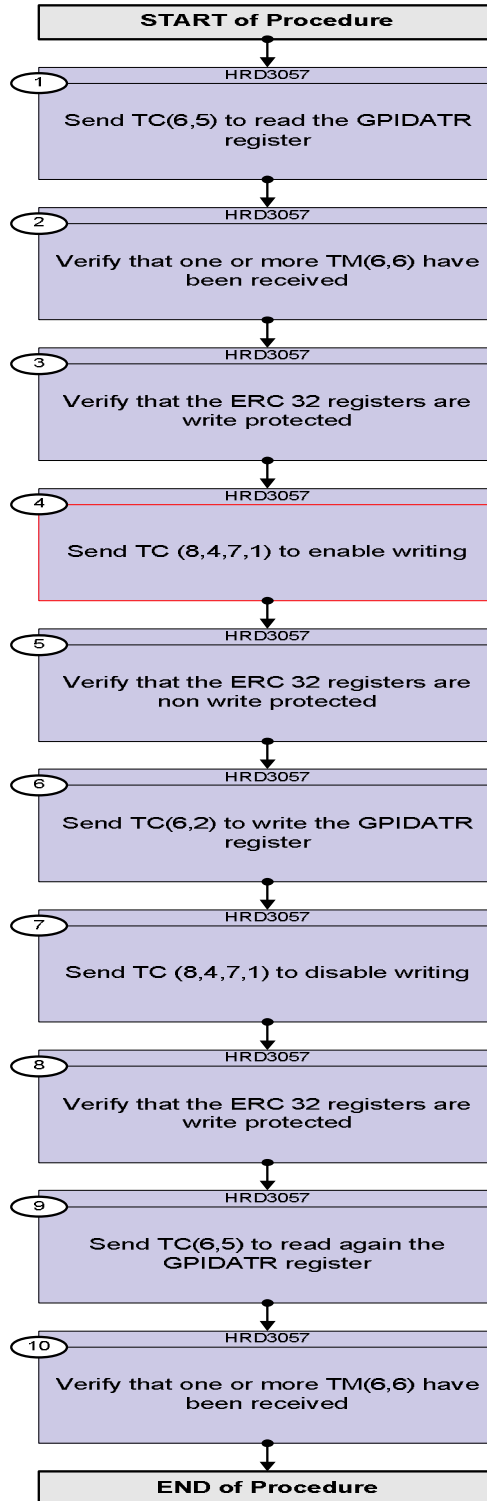 START of Procedure
HRD3057
1
Send TC(6,5) to read the GPIDATR
register
HRD3057
2
Verify that one or more TM(6,6) have
been received
HRD3057
3
Verify that the ERC 32 registers are
write protected
HRD3057
4
Send TC (8,4,7,1) to enable writing
HRD3057
5
Verify that the ERC 32 registers are
non write protected
HRD3057
6
Send TC(6,2) to write the GPIDATR
register
HRD3057
7
Send TC (8,4,7,1) to disable writing
HRD3057
8
Verify that the ERC 32 registers are
write protected
HRD3057
9
Send TC(6,5) to read again the
GPIDATR register
HRD3057
10
Verify that one or more TM(6,6) have
been received
END of Procedure